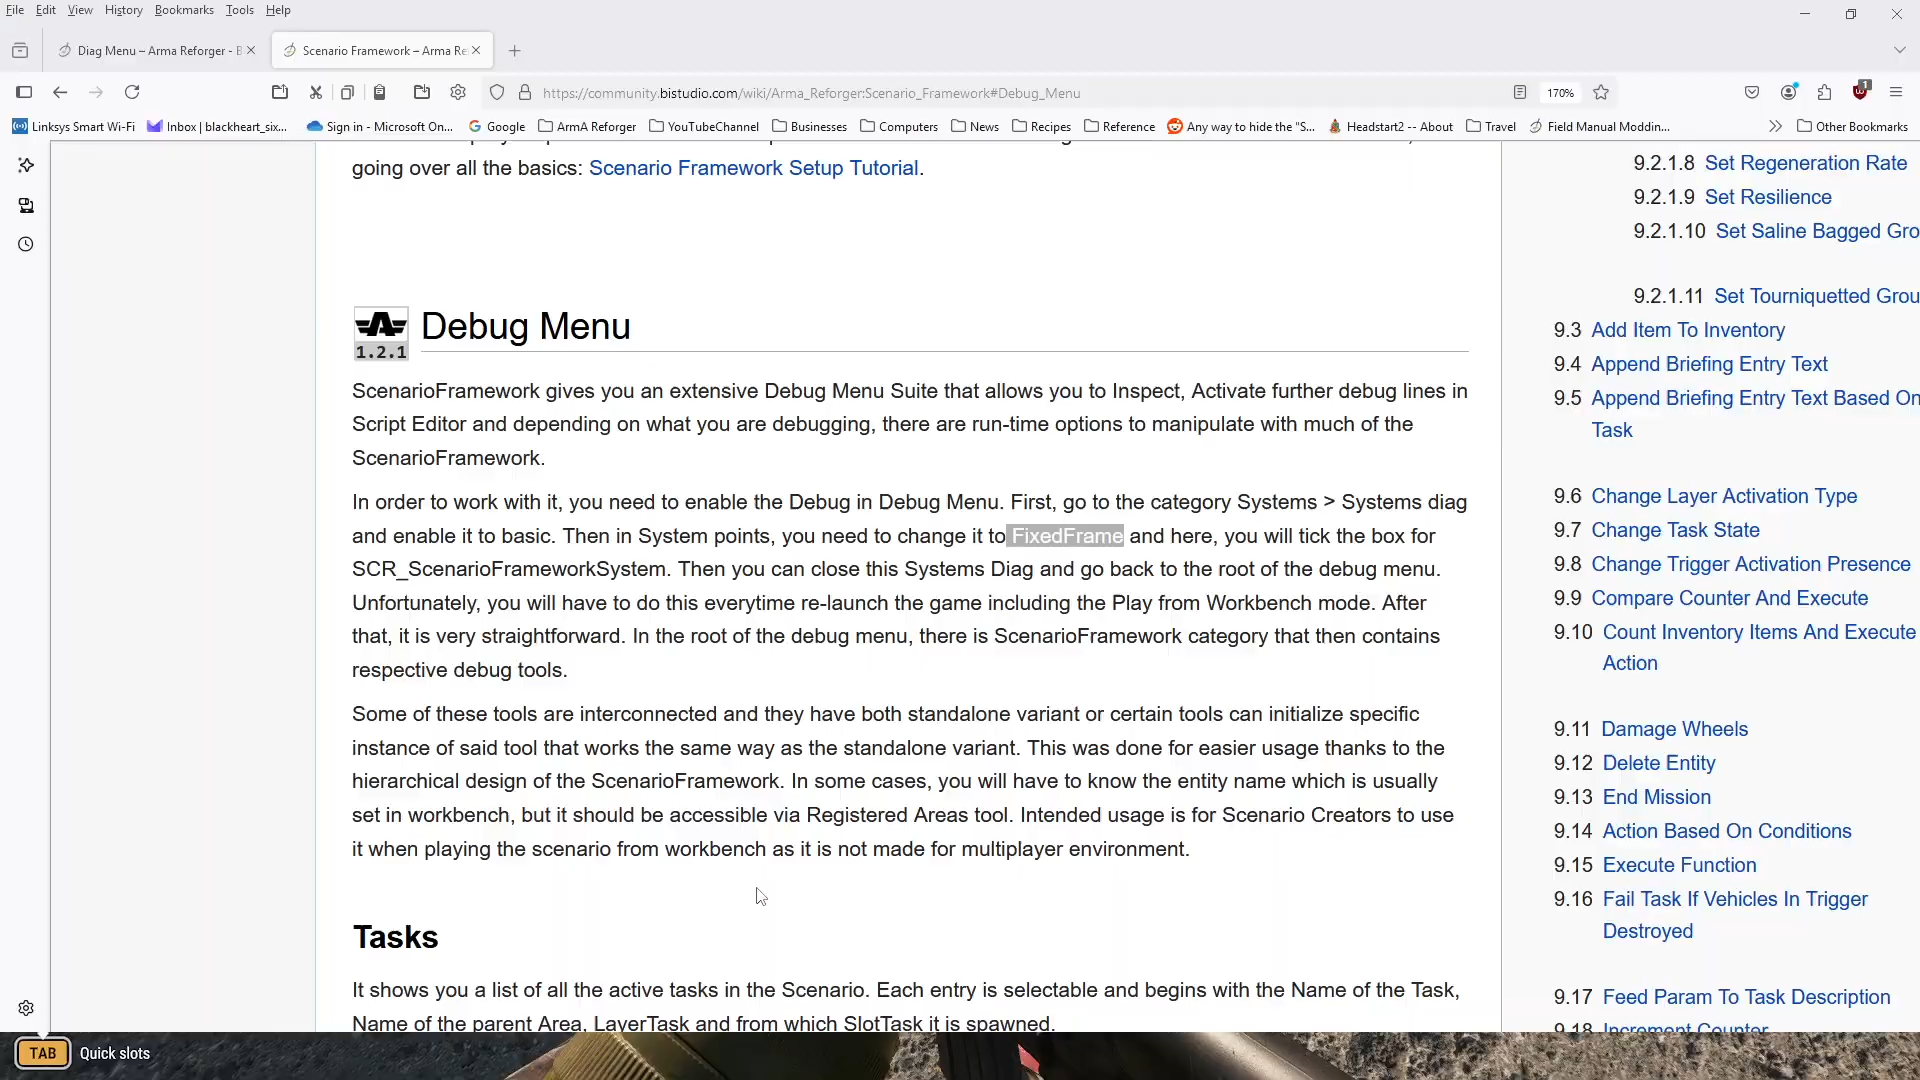 File Edit View History Bookmarks Tools Help
Diag Menu – Arma Reforger - B
Scenario Framework – Arma Re
https://community.bistudio.com/wiki/Arma_Reforger:Scenario_Framework#Debug_Menu
170%
1
Linksys Smart Wi-Fi
Inbox | blackheart_six...
Sign in - Microsoft On...
Google
ArmA Reforger
YouTubeChannel
Businesses
Computers
News
Recipes
Reference
Any way to hide the "S...
Headstart2 -- About
Travel
Field Manual Moddin...
Other Bookmarks
going over all the basics: Scenario Framework Setup Tutorial.
1.2.1
Debug Menu
ScenarioFramework gives you an extensive Debug Menu Suite that allows you to Inspect, Activate further debug lines in
Script Editor and depending on what you are debugging, there are run-time options to manipulate with much of the
ScenarioFramework.
In order to work with it, you need to enable the Debug in Debug Menu. First, go to the category Systems > Systems diag
and enable it to basic. Then in System points, you need to change it to FixedFrame and here, you will tick the box for
SCR_ScenarioFrameworkSystem. Then you can close this Systems Diag and go back to the root of the debug menu.
Unfortunately, you will have to do this everytime re-launch the game including the Play from Workbench mode. After
that, it is very straightforward. In the root of the debug menu, there is ScenarioFramework category that then contains
respective debug tools.
Some of these tools are interconnected and they have both standalone variant or certain tools can initialize specific
instance of said tool that works the same way as the standalone variant. This was done for easier usage thanks to the
hierarchical design of the ScenarioFramework. In some cases, you will have to know the entity name which is usually
set in workbench, but it should be accessible via Registered Areas tool. Intended usage is for Scenario Creators to use
it when playing the scenario from workbench as it is not made for multiplayer environment.
Tasks
It shows you a list of all the active tasks in the Scenario. Each entry is selectable and begins with the Name of the Task,
Name of the parent Area, LayerTask and from which SlotTask it is spawned.
9.2.1.8 Set Regeneration Rate
9.2.1.9 Set Resilience
9.2.1.10 Set Saline Bagged Gro
9.2.1.11 Set Tourniquetted Grou
9.3 Add Item To Inventory
9.4 Append Briefing Entry Text
9.5 Append Briefing Entry Text Based On
Task
9.6 Change Layer Activation Type
9.7 Change Task State
9.8 Change Trigger Activation Presence
9.9 Compare Counter And Execute
9.10 Count Inventory Items And Execute
Action
9.11 Damage Wheels
9.12 Delete Entity
9.13 End Mission
9.14 Action Based On Conditions
9.15 Execute Function
9.16 Fail Task If Vehicles In Trigger
Destroyed
9.17 Feed Param To Task Description
9.18 Increment Counter
TAB Quick slots